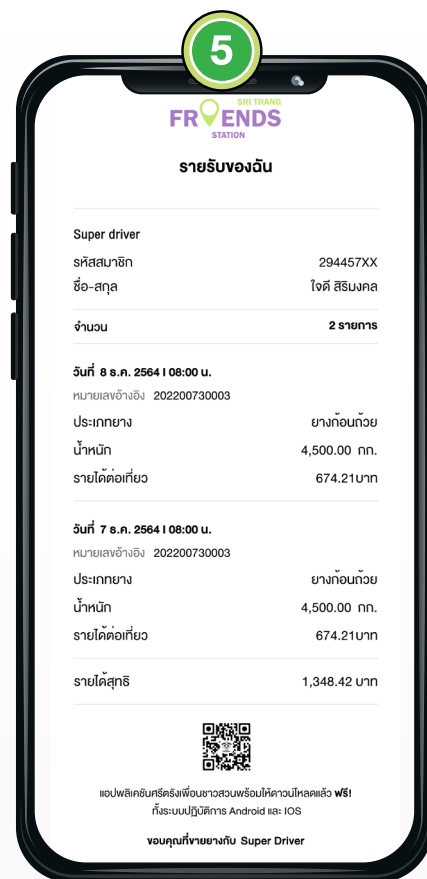 5
SRI TRANG
FRIENDS
STATION
รายรับของฉัน
Super driver
รหัสสมาชิก 294457XX
ชื่อ-สกุล ใจดี สิริมงคล
จำนวน 2 รายการ
วันที่ 8 ธ.ค. 2564 I 08:00 น.
หมายเลขอ้างอิง 202200730003
ประเภทยาง ยางก้อนถ้วย
น้ำหนัก 4,500.00 กก.
รายได้ต่อเที่ยว 674.21บาท
วันที่ 7 ธ.ค. 2564 I 08:00 น.
หมายเลขอ้างอิง 202200730003
ประเภทยาง ยางก้อนถ้วย
น้ำหนัก 4,500.00 กก.
รายได้ต่อเที่ยว 674.21บาท
รายได้สุทธิ 1,348.42 บาท
แอปพลิเคชันศรีตรังเพื่อนชาวสวนพร้อมให้ดาวน์โหลดแล้ว ฟรี!
ทั้งระบบปฏิบัติการ Android และ IOS
ขอบคุณที่ขายยางกับ Super Driver